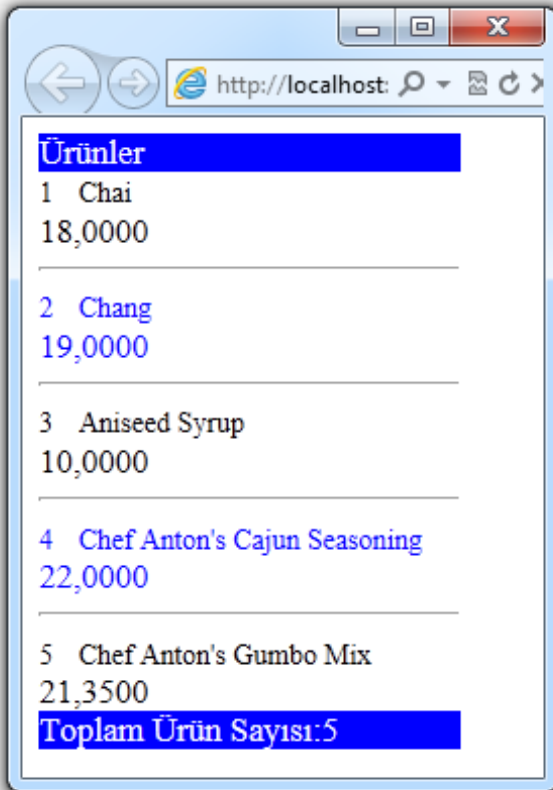 http://localhost:
Ürünler
1 Chai
18,0000
2 Chang
19,0000
3 Aniseed Syrup
10,0000
4 Chef Anton's Cajun Seasoning
22,0000
5 Chef Anton's Gumbo Mix
21,3500
Toplam Ürün Sayısı:5